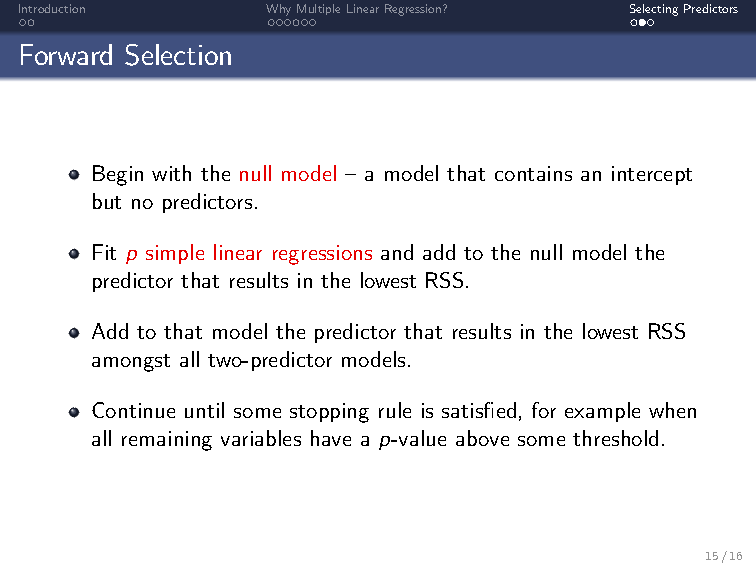 Introduction
Why Multiple Linear Regression?
Selecting Predictors
Forward Selection
Begin with the null model – a model that contains an intercept
but no predictors.
Fit p simple linear regressions and add to the null model the
predictor that results in the lowest RSS.
Add to that model the predictor that results in the lowest RSS
amongst all two-predictor models.
Continue until some stopping rule is satisfied, for example when
all remaining variables have a p-value above some threshold.
15 / 16